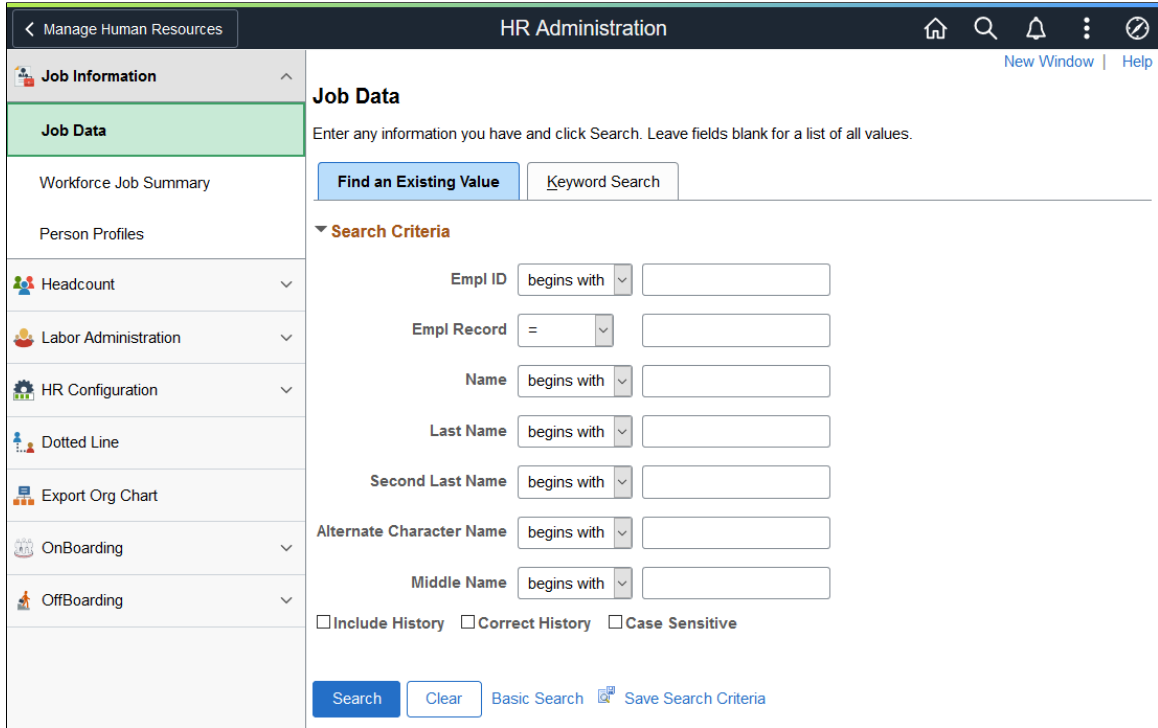 Manage Human Resources
HR Administration
New Window | Help
Job Information
Job Data
Workforce Job Summary
Person Profiles
Headcount
Labor Administration
HR Configuration
Dotted Line
Export Org Chart
OnBoarding
OffBoarding
Job Data
Enter any information you have and click Search. Leave fields blank for a list of all values.
Find an Existing Value Keyword Search
Search Criteria
Empl ID begins with
Empl Record =
Name begins with
Last Name begins with
Second Last Name begins with
Alternate Character Name begins with
Middle Name begins with
Include History Correct History Case Sensitive
Search Clear Basic Search Save Search Criteria